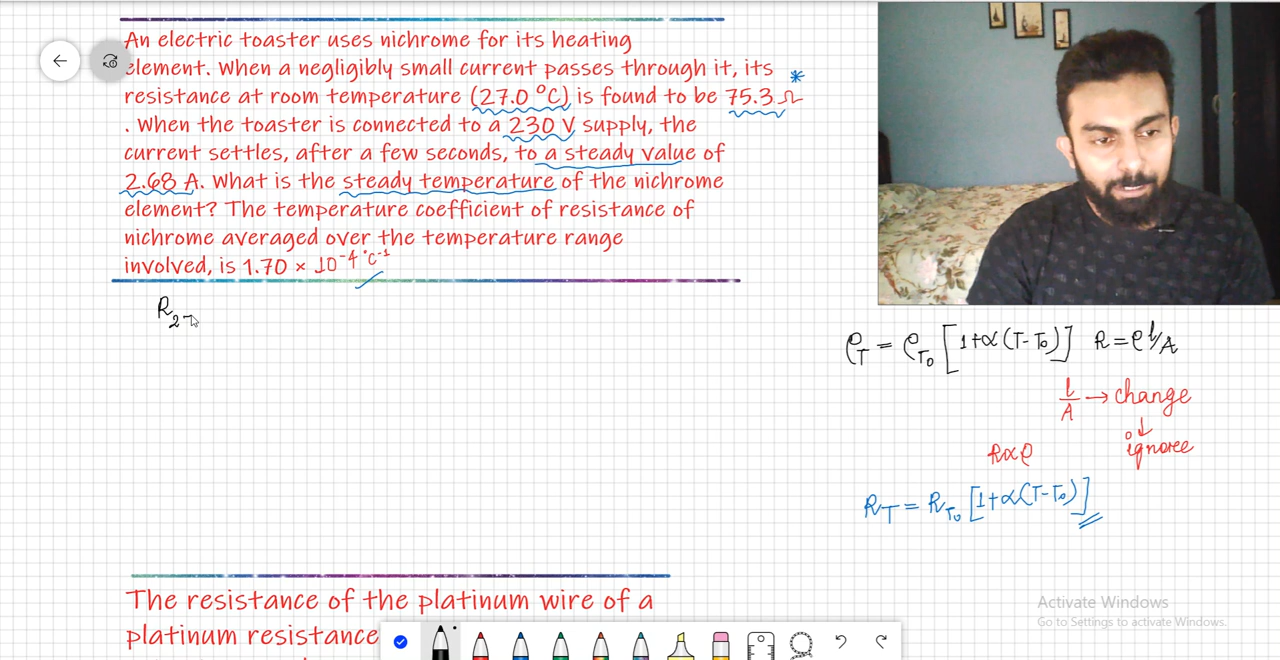 An electric toaster uses nichrome for its heating
element. When a negligibly small current passes through it, its
resistance at room temperature (27.0 °C) is found to be 75.3 Ω *
. When the toaster is connected to a 230 V supply, the
current settles, after a few seconds, to a steady value of
2.68 A. What is the steady temperature of the nichrome
element? The temperature coefficient of resistance of
nichrome averaged over the temperature range
involved, is 1.70 × 10⁻⁴ °C⁻¹
R₂
ρ_T = ρ_T₀ [1+α(T-T₀)] R = ρ l/A
l/A → change
↓
ignore
R∝ρ
R_T = R_T₀ [1+α(T-T₀)]
The resistance of the platinum wire of a
platinum resistance
Activate Windows
Go to Settings to activate Windows.